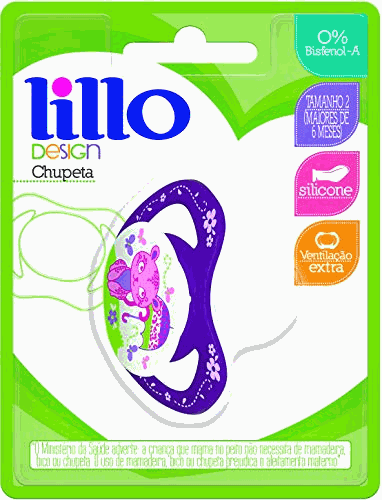 lillo
DESIGN
Chupeta
0%
Bisfenol-A
TAMANHO 2
(MAIORES DE
6 MESES)
silicone
Ventilação
extra
O Ministério da Saúde adverte: a criança que mama no peito não necessita de mamadeira,
bico ou chupeta. O uso de mamadeira, bico ou chupeta prejudica o aleitamento materno.